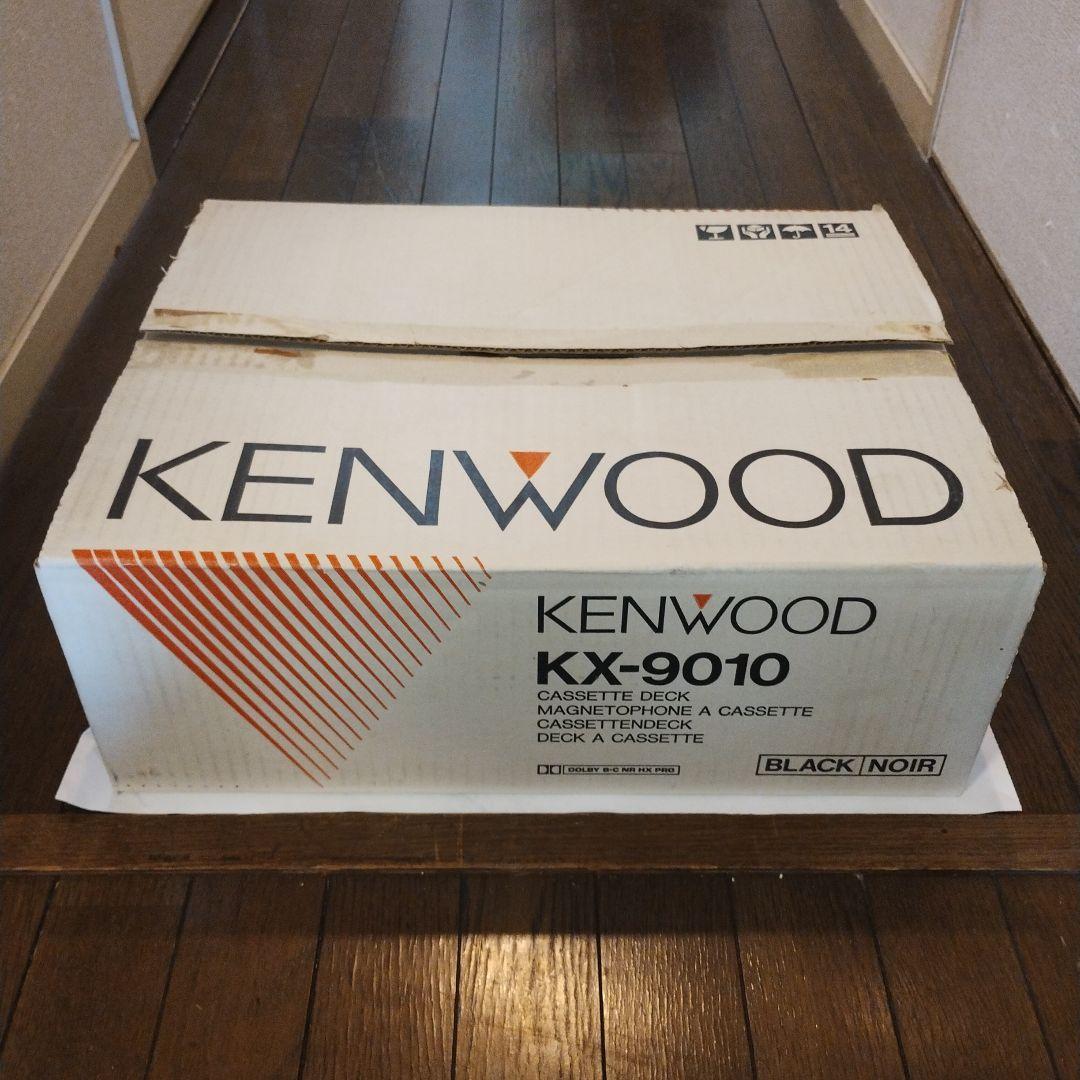 14
KENWOOD
KENWOOD
KX-9010
CASSETTE DECK
MAGNETOPHONE A CASSETTE
CASSETTENDECK
DECK A CASSETTE
DOLBY B-C NR HX PRO
BLACK NOIR